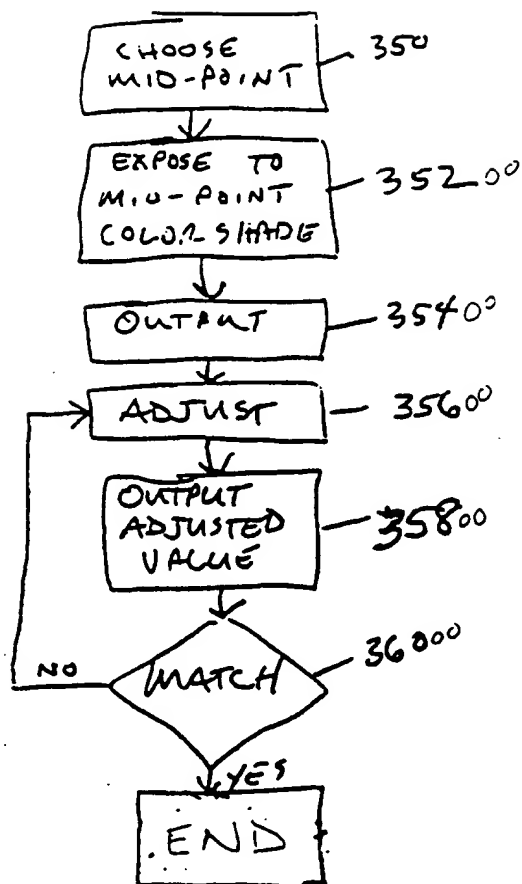 CHOOSE
MID-POINT
350
EXPOSE TO
MID-POINT
COLOR SHADE
35200
OUTPUT
35400
ADJUST
35600
OUTPUT
ADJUSTED
VALUE
35800
MATCH
36000
NO
YES
END